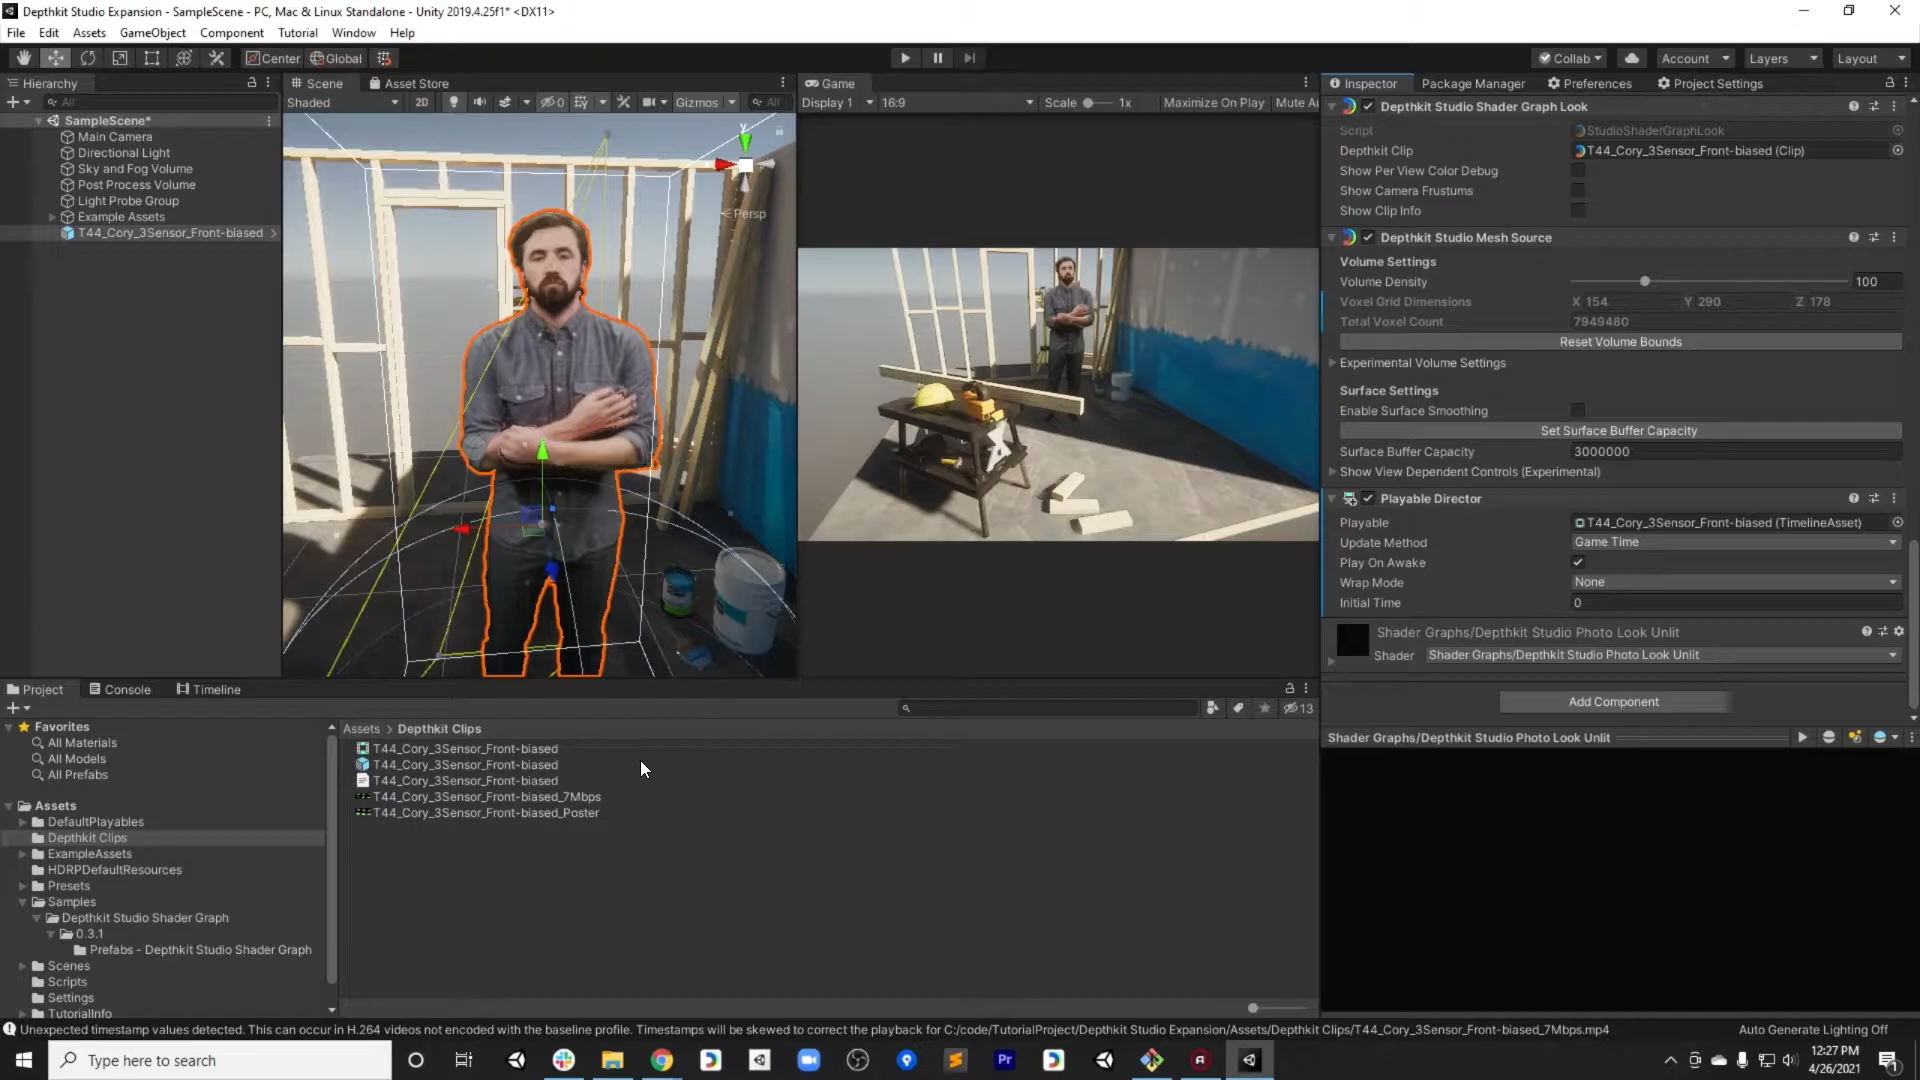 Depthkit Studio Expansion - SampleScene - PC, Mac & Linux Standalone - Unity 2019.4.25f1* <DX11>
File Edit Assets GameObject Component Tutorial Window Help
Center Global Collab Account Layers Layout
Hierarchy
All
SampleScene*
Main Camera
Directional Light
Sky and Fog Volume
Post Process Volume
Light Probe Group
Example Assets
T44_Cory_3Sensor_Front-biased
Scene Asset Store
Shaded 2D 0 Gizmos All
y
Persp
Game
Display 1 16:9 Scale 1x Maximize On Play Mute Au
Inspector Package Manager Preferences Project Settings
Depthkit Studio Shader Graph Look
Script StudioShaderGraphLook
Depthkit Clip T44_Cory_3Sensor_Front-biased (Clip)
Show Per View Color Debug
Show Camera Frustums
Show Clip Info
Depthkit Studio Mesh Source
Volume Settings
Volume Density 100
Voxel Grid Dimensions X 154 Y 290 Z 178
Total Voxel Count 7949480
Reset Volume Bounds
Experimental Volume Settings
Surface Settings
Enable Surface Smoothing
Set Surface Buffer Capacity
Surface Buffer Capacity 3000000
Show View Dependent Controls (Experimental)
Playable Director
Playable T44_Cory_3Sensor_Front-biased (TimelineAsset)
Update Method Game Time
Play On Awake
Wrap Mode None
Initial Time 0
Shader Graphs/Depthkit Studio Photo Look Unlit
Shader Shader Graphs/Depthkit Studio Photo Look Unlit
Add Component
Shader Graphs/Depthkit Studio Photo Look Unlit
Project Console Timeline
13
Favorites
All Materials
All Models
All Prefabs
Assets
DefaultPlayables
Depthkit Clips
ExampleAssets
HDRPDefaultResources
Presets
Samples
Depthkit Studio Shader Graph
0.3.1
Prefabs - Depthkit Studio Shader Graph
Scenes
Scripts
Settings
TutorialInfo
Assets > Depthkit Clips
T44_Cory_3Sensor_Front-biased
T44_Cory_3Sensor_Front-biased
T44_Cory_3Sensor_Front-biased
T44_Cory_3Sensor_Front-biased_7Mbps
T44_Cory_3Sensor_Front-biased_Poster
Unexpected timestamp values detected. This can occur in H.264 videos not encoded with the baseline profile. Timestamps will be skewed to correct the playback for C:/code/TutorialProject/Depthkit Studio Expansion/Assets/Depthkit Clips/T44_Cory_3Sensor_Front-biased_7Mbps.mp4
Auto Generate Lighting Off
Type here to search
Pr
12:27 PM
4/26/2021
1